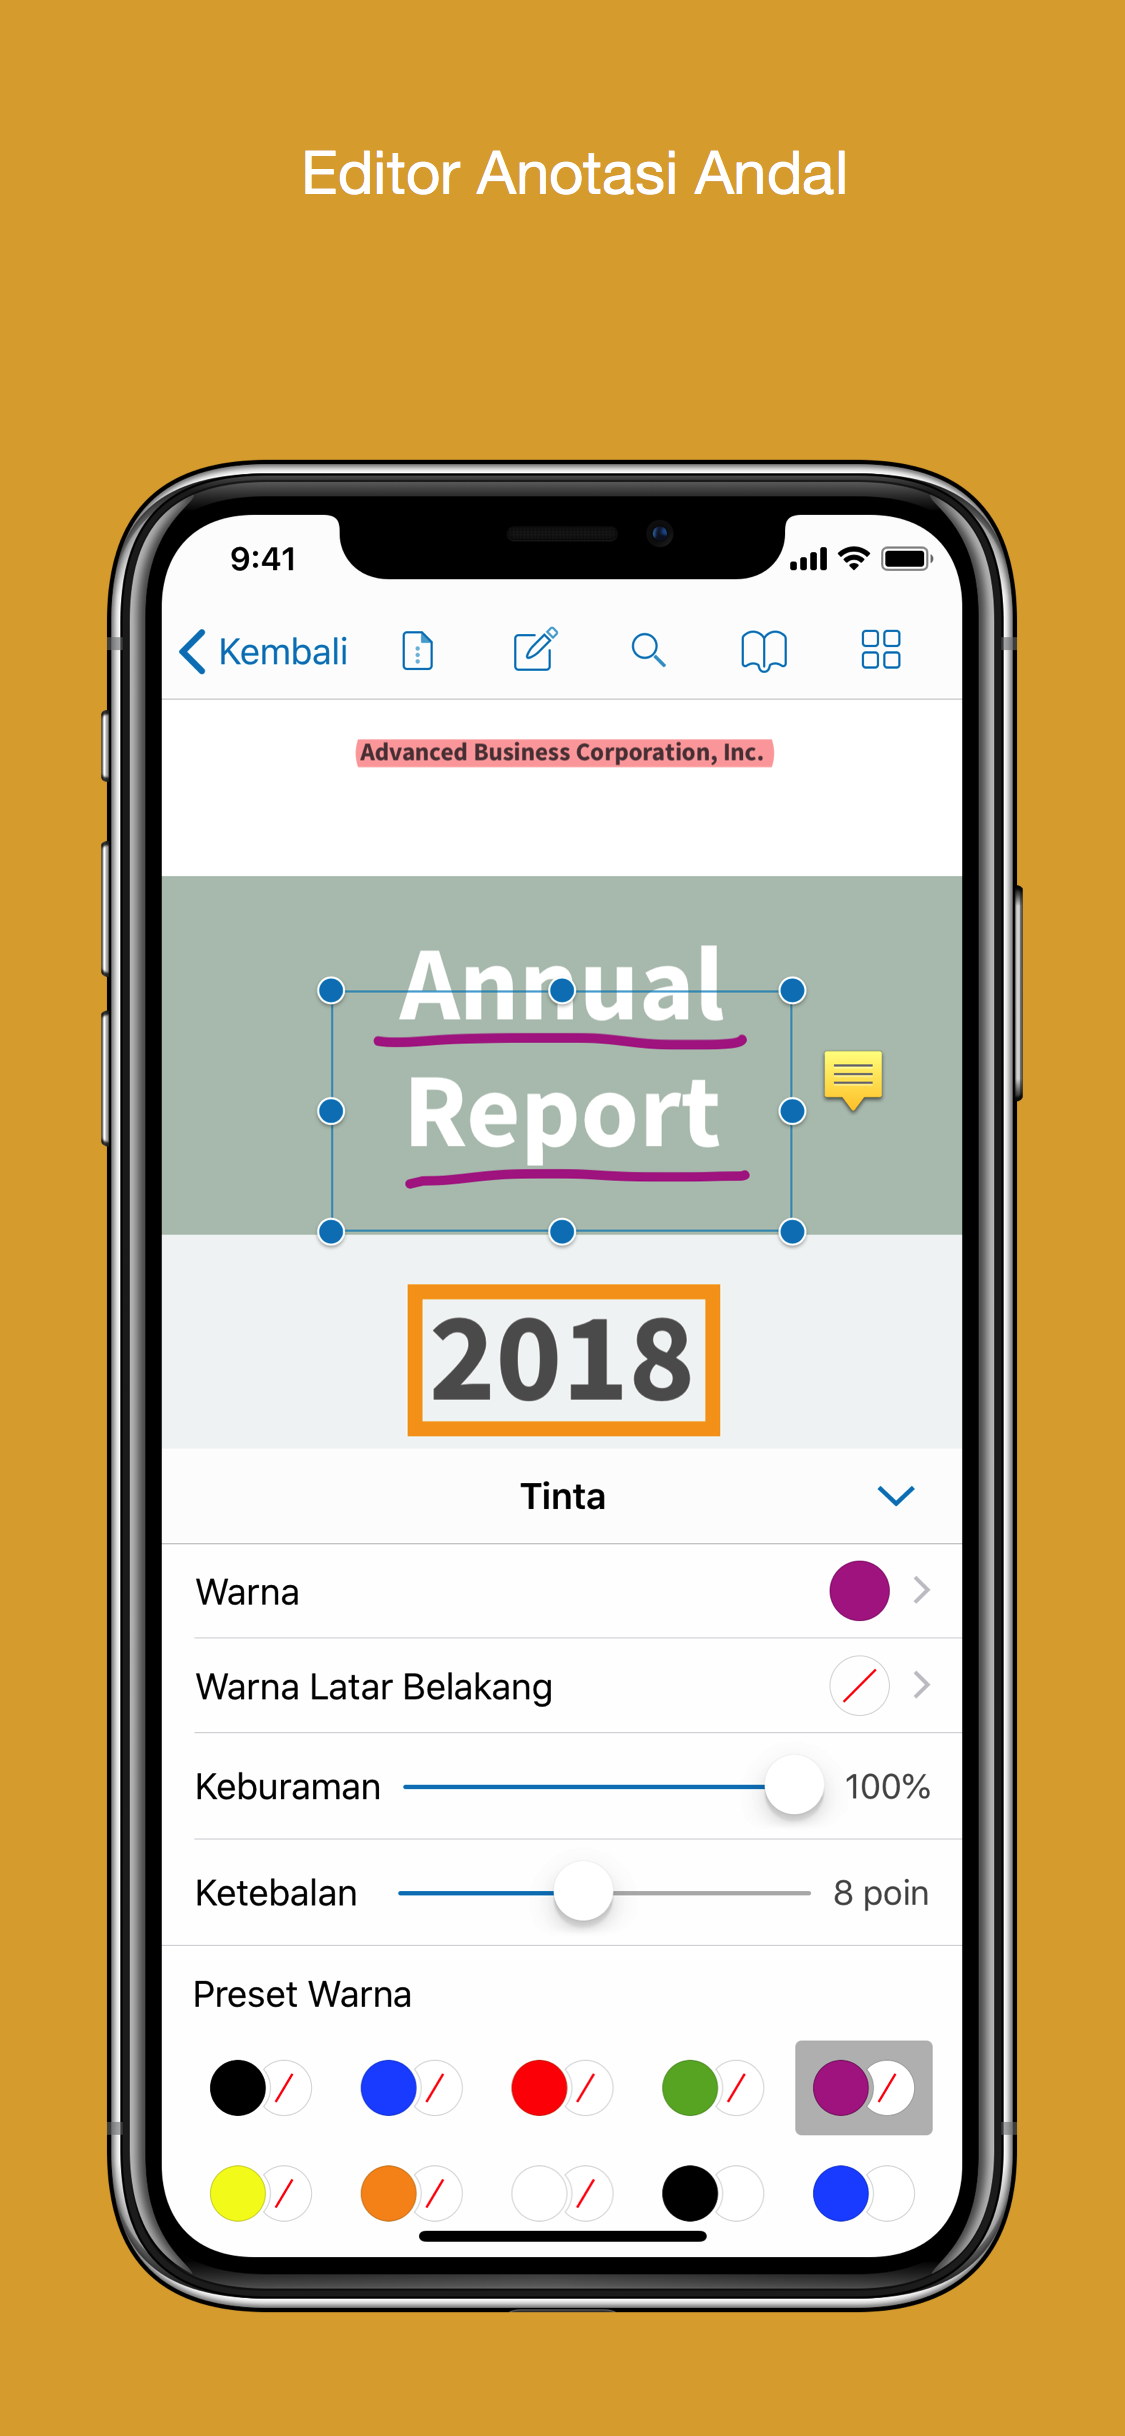 Editor Anotasi Andal
9:41
Kembali
Advanced Business Corporation, Inc.
Annual
Report
2018
Tinta
Warna
Warna Latar Belakang
Keburaman 100%
Ketebalan 8 poin
Preset Warna